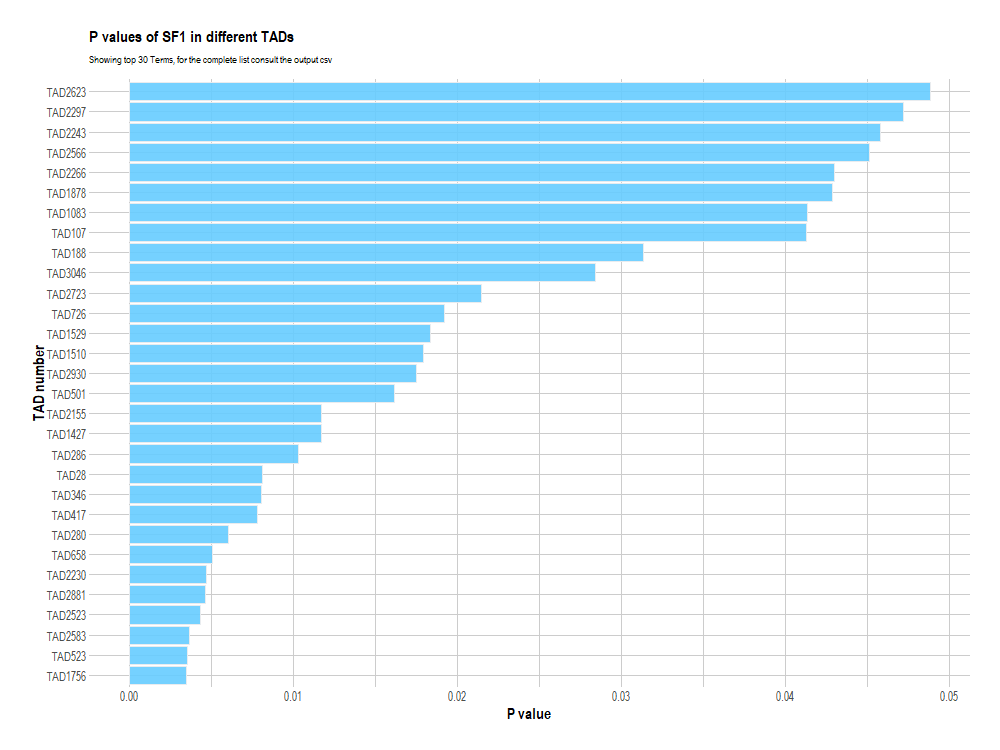 P values of SF1 in different TADs
Showing top 30 Terms, for the complete list consult the output csv
TAD2623
TAD2297
TAD2243
TAD2566
TAD2266
TAD1878
TAD1083
TAD107
TAD188
TAD3046
TAD2723
TAD726
TAD1529
TAD1510
TAD2930
TAD501
TAD2155
TAD1427
TAD286
TAD28
TAD346
TAD417
TAD280
TAD658
TAD2230
TAD2881
TAD2523
TAD2583
TAD523
TAD1756
TAD number
0.00 0.01 0.02 0.03 0.04 0.05
P value